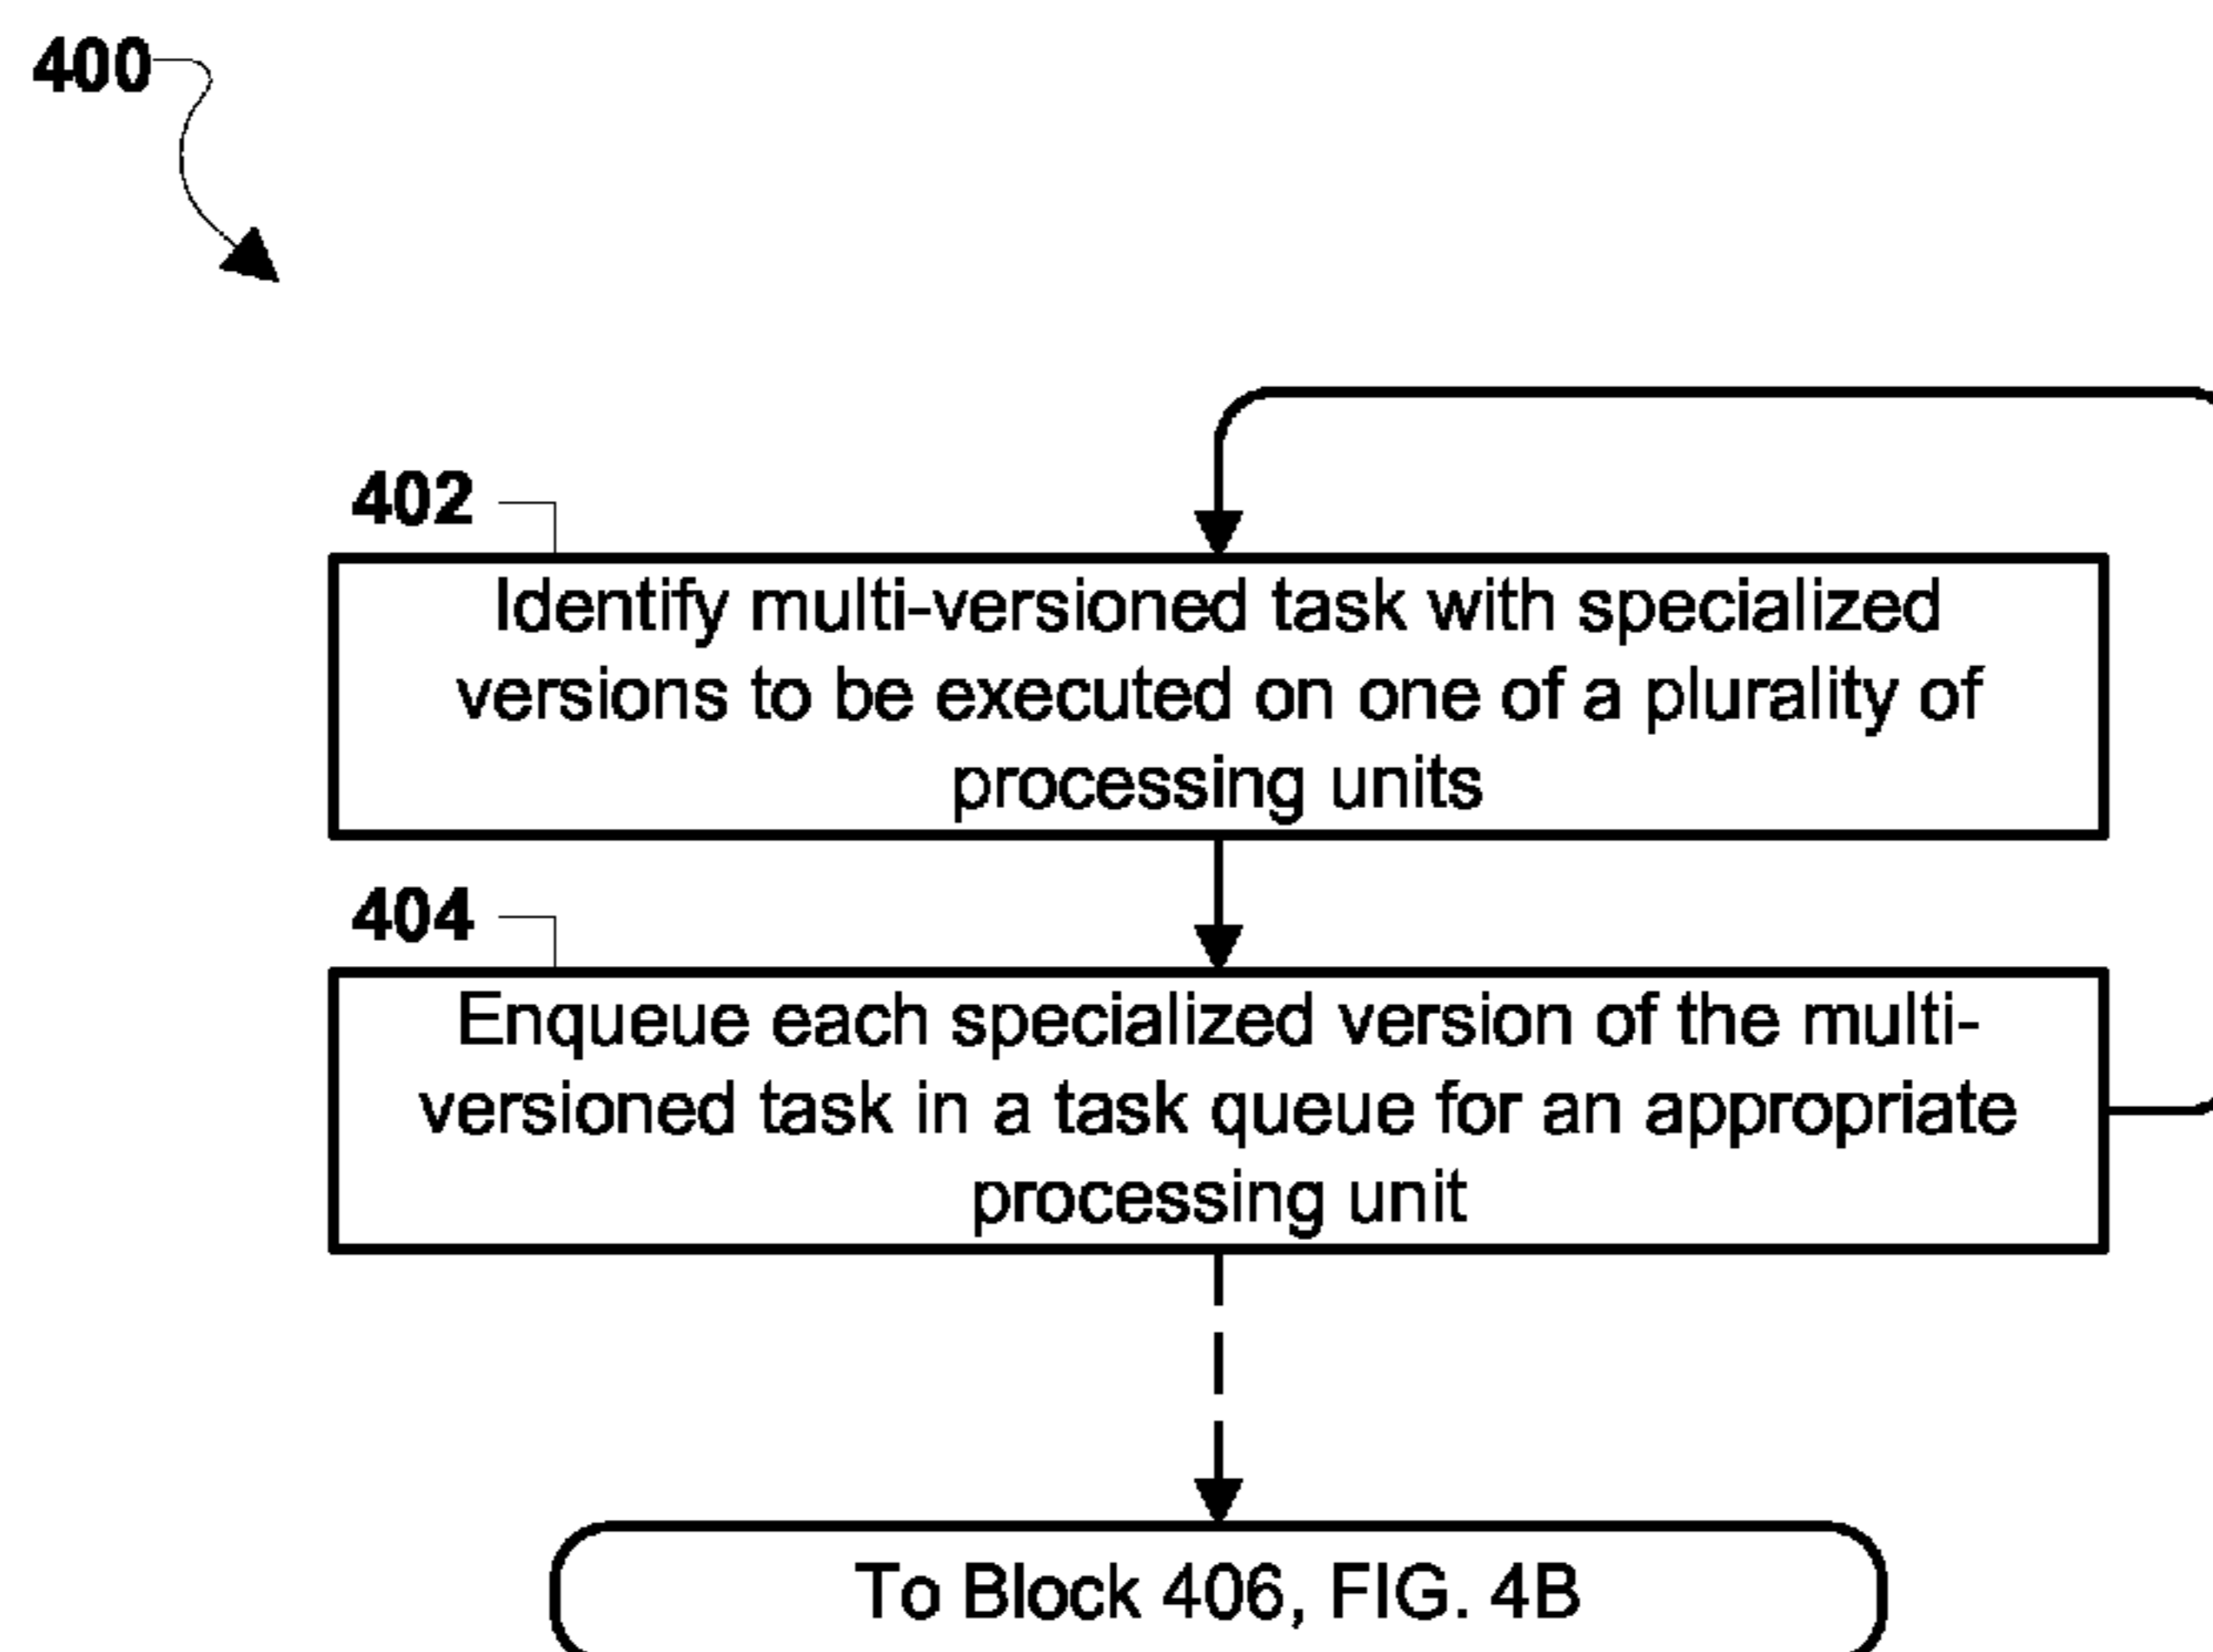 400
402
Identify multi-versioned task with specialized
versions to be executed on one of a plurality of
processing units
404
Enqueue each specialized version of the multi-
versioned task in a task queue for an appropriate
processing unit
To Block 406, FIG. 4B